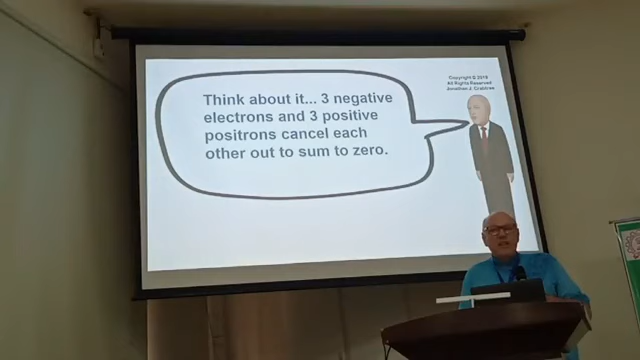 Copyright © 2018
All Rights Reserved
Jonathan J. Crabtree
Think about it... 3 negative
electrons and 3 positive
positrons cancel each
other out to sum to zero.